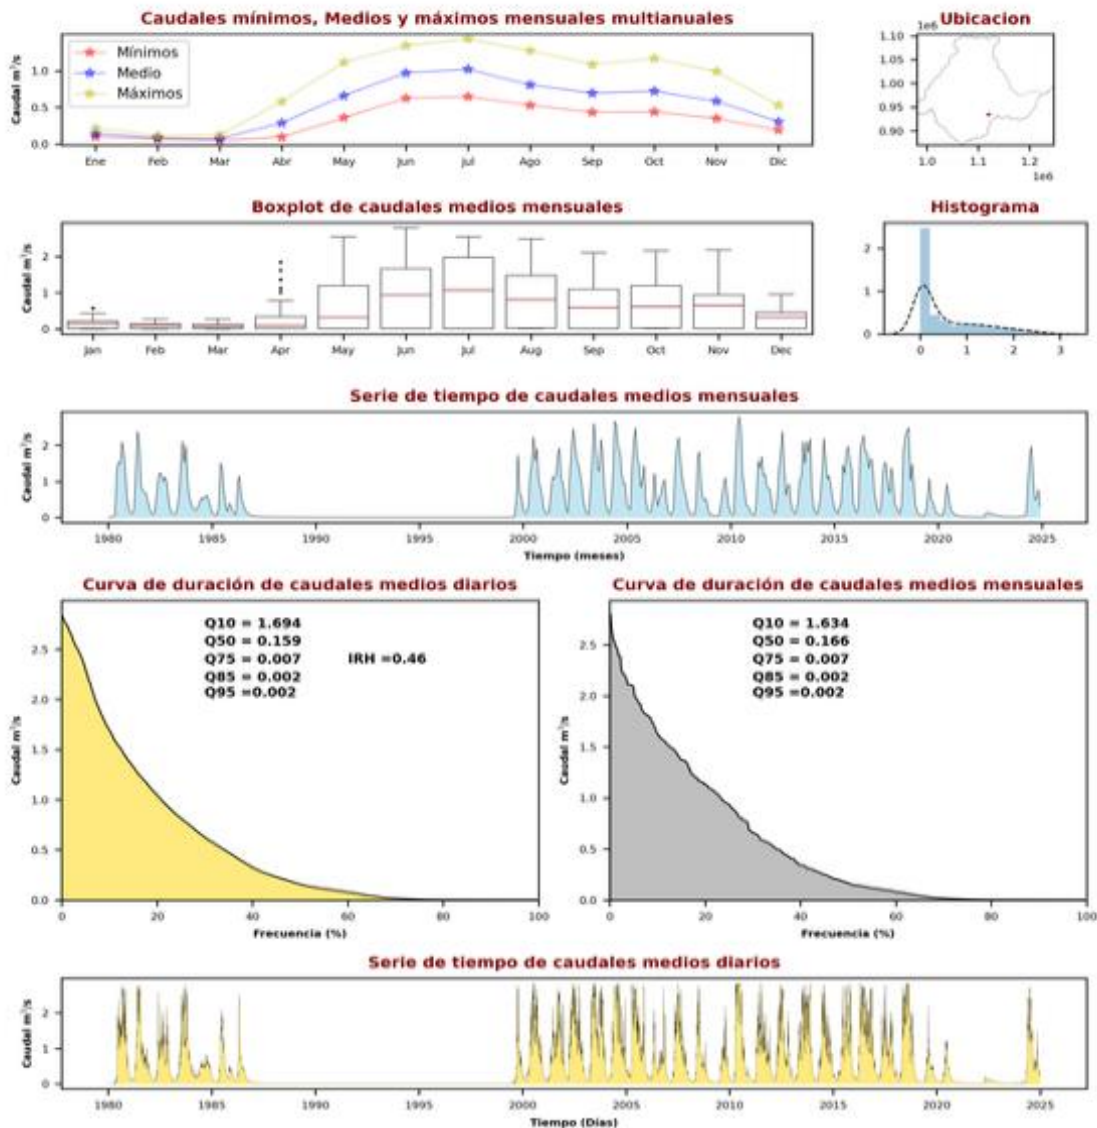 Caudales mínimos, Medios y máximos mensuales multianuales
Caudal m³/s
1.0
0.5
0.0
Mínimos
Medio
Máximos
Ene Feb Mar Abr May Jun Jul Ago Sep Oct Nov Dic
Ubicacion
1e6
1.10
1.05
1.00
0.95
0.90
1.0 1.1 1.2
1e6
Boxplot de caudales medios mensuales
Caudal m³/s
2
1
0
Jan Feb Mar Apr May Jun Jul Aug Sep Oct Nov Dec
Histograma
2
1
0
0 1 2 3
Serie de tiempo de caudales medios mensuales
Caudal m³/s
2
1
0
1980 1985 1990 1995 2000 2005 2010 2015 2020 2025
Tiempo (meses)
Curva de duración de caudales medios diarios
Caudal m³/s
2.5
2.0
1.5
1.0
0.5
0.0
Q10 = 1.694
Q50 = 0.159
Q75 = 0.007 IRH =0.46
Q85 = 0.002
Q95 =0.002
0 20 40 60 80 100
Frecuencia (%)
Curva de duración de caudales medios mensuales
Caudal m³/s
2.5
2.0
1.5
1.0
0.5
0.0
Q10 = 1.634
Q50 = 0.166
Q75 = 0.007
Q85 = 0.002
Q95 =0.002
0 20 40 60 80 100
Frecuencia (%)
Serie de tiempo de caudales medios diarios
Caudal m³/s
2
1
0
1980 1985 1990 1995 2000 2005 2010 2015 2020 2025
Tiempo (Días)